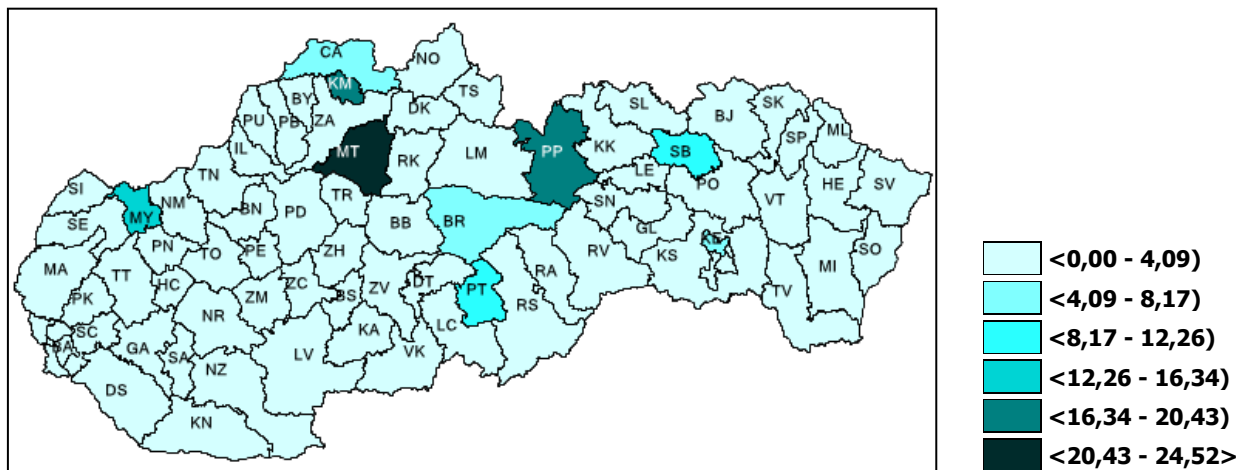 CA
NO
KM
TS
BY
DK
SL
SK
PU
PB
ZA
BJ
SP
ML
IL
MT
RK
LM
PP
KK
SB
LE
PO
HE
SV
SI
TN
TR
SN
VT
MY
NM
BN
PD
BB
BR
SE
GL
KE
PN
TO
PE
ZH
RV
KS
SO
MA
TT
HC
ZM
ZC
BS
ZV
DT
PT
RA
RS
MI
TV
PK
NR
SC
KA
LC
BA
GA
SA
NZ
LV
VK
DS
KN
<0,00 - 4,09)
<4,09 - 8,17)
<8,17 - 12,26)
<12,26 - 16,34)
<16,34 - 20,43)
<20,43 - 24,52>